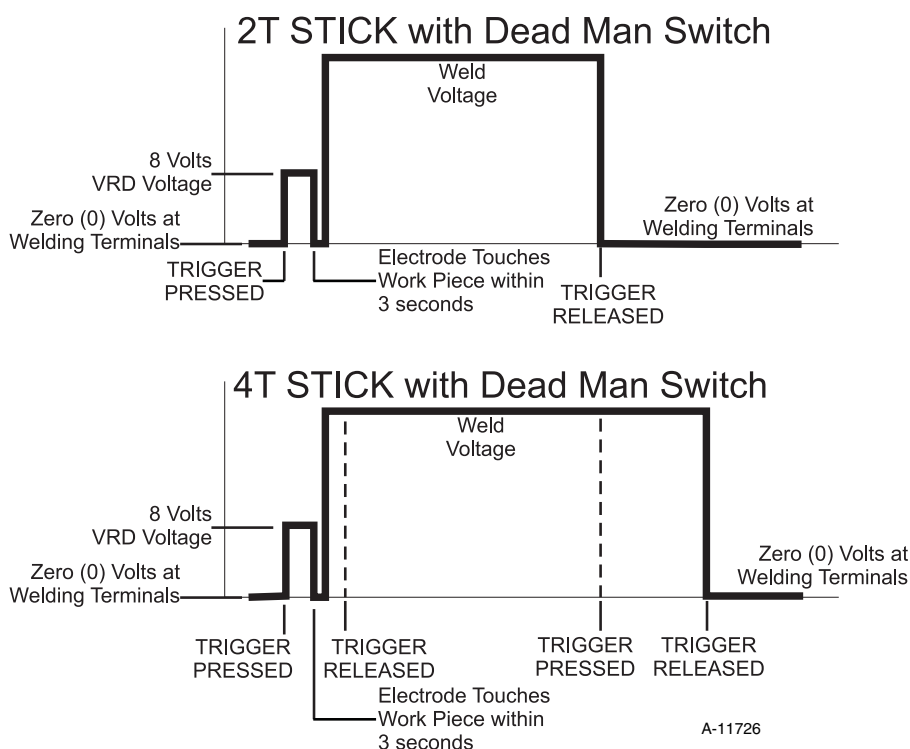 2T STICK with Dead Man Switch
Weld
Voltage
8 Volts
VRD Voltage
Zero (0) Volts at
Welding Terminals
Zero (0) Volts at
Welding Terminals
TRIGGER
PRESSED
Electrode Touches
Work Piece within
3 seconds
TRIGGER
RELEASED
4T STICK with Dead Man Switch
Weld
Voltage
8 Volts
VRD Voltage
Zero (0) Volts at
Welding Terminals
Zero (0) Volts at
Welding Terminals
TRIGGER
PRESSED
TRIGGER
RELEASED
TRIGGER
PRESSED
TRIGGER
RELEASED
Electrode Touches
Work Piece within
3 seconds
A-11726